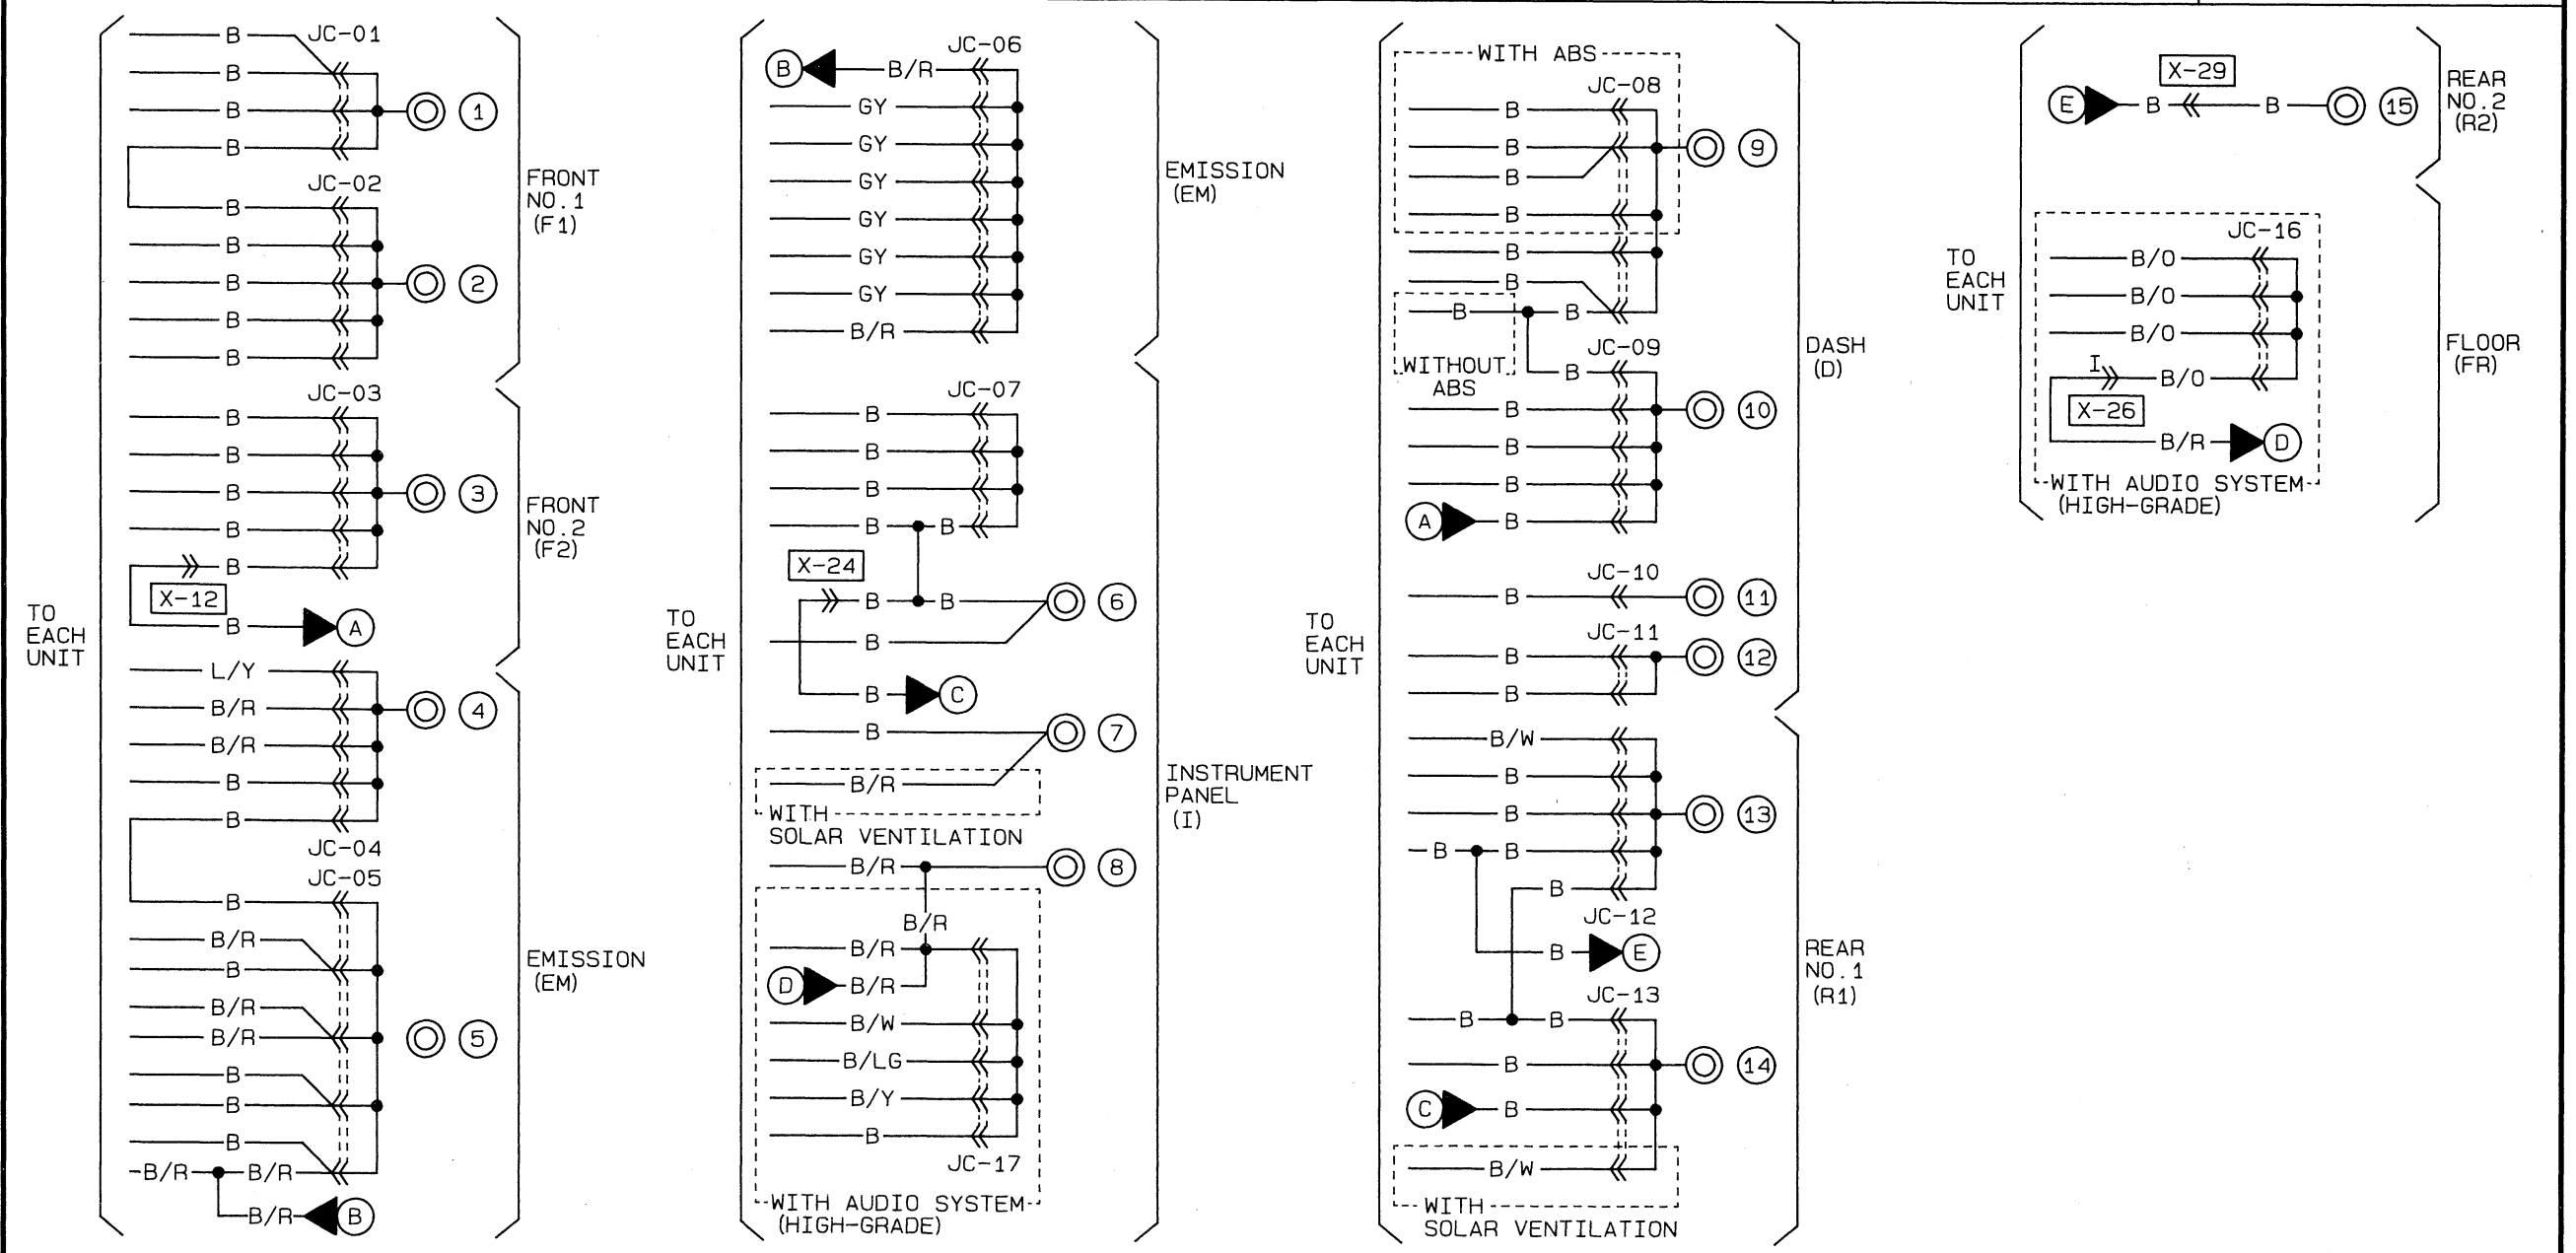 TO
EACH
UNIT
B JC-01
B
B 1
B
JC-02
B
B
B 2
B
B
FRONT
NO.1
(F1)
JC-03
B
B
B 3
B
B
X-12
B A
FRONT
NO.2
(F2)
L/Y
B/R 4
B/R
B
B
JC-04
JC-05
B
B/R
B
B/R
B/R 5
B
B
B
B/R B/R
B/R B
EMISSION
(EM)
TO
EACH
UNIT
JC-06
B B/R
GY
GY
GY
GY
GY
GY
B/R
EMISSION
(EM)
JC-07
B
B
B
B B
X-24
B B 6
B
B C
B 7
B/R
WITH
SOLAR VENTILATION
B/R 8
B/R
B/R
D B/R
B/W
B/LG
B/Y
B
JC-17
WITH AUDIO SYSTEM
(HIGH-GRADE)
INSTRUMENT
PANEL
(I)
TO
EACH
UNIT
WITH ABS
JC-08
B
B 9
B
B
B
B
B B
WITHOUT
ABS
JC-09
B
B 10
B
B
A B
JC-10
B 11
JC-11
B 12
B
DASH
(D)
B/W
B
B 13
B B
B
JC-12
B E
JC-13
B B
B 14
C B
B/W
WITH
SOLAR VENTILATION
REAR
NO.1
(R1)
TO
EACH
UNIT
X-29
E B B 15
REAR
NO.2
(R2)
JC-16
B/O
B/O
B/O
I B/O
X-26
B/R D
WITH AUDIO SYSTEM
(HIGH-GRADE)
FLOOR
(FR)